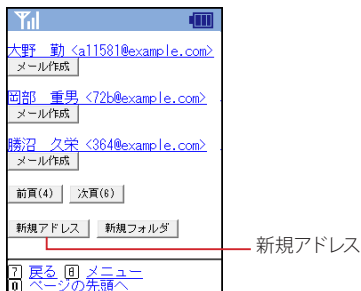 大野 勤 <a11581@example.com>
メール作成
岡部 重男 <72b@example.com>
メール作成
勝沼 久栄 <364@example.com>
メール作成
前頁(4) 次頁(6)
新規アドレス 新規フォルダ
新規アドレス
7 戻る 8 メニュー
0 ページの先頭へ